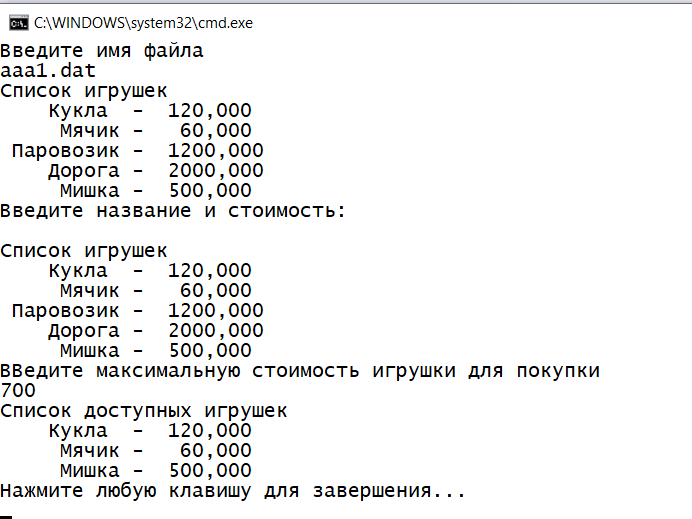 C:\WINDOWS\system32\cmd.exe
Введите имя файла
aaa1.dat
Список игрушек
Кукла - 120,000
Мячик - 60,000
Паровозик - 1200,000
Дорога - 2000,000
Мишка - 500,000
Введите название и стоимость:
Список игрушек
Кукла - 120,000
Мячик - 60,000
Паровозик - 1200,000
Дорога - 2000,000
Мишка - 500,000
ВВедите максимальную стоимость игрушки для покупки
700
Список доступных игрушек
Кукла - 120,000
Мячик - 60,000
Мишка - 500,000
Нажмите любую клавишу для завершения...